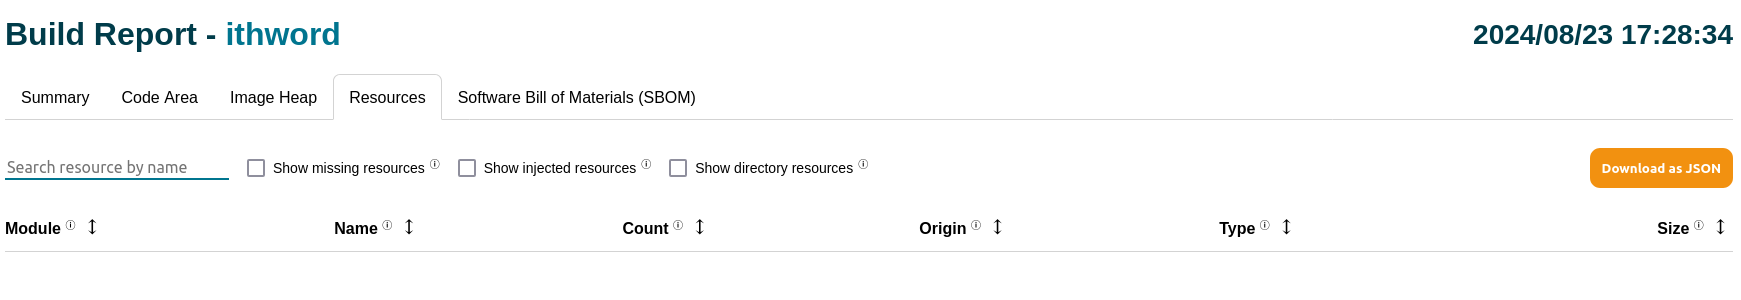 Build Report - ithword 2024/08/23 17:28:34
Summary Code Area Image Heap Resources Software Bill of Materials (SBOM)
Search resource by name Show missing resources ⓘ Show injected resources ⓘ Show directory resources ⓘ Download as JSON
Module ⓘ ↕ Name ⓘ ↕ Count ⓘ ↕ Origin ⓘ ↕ Type ⓘ ↕ Size ⓘ ↕